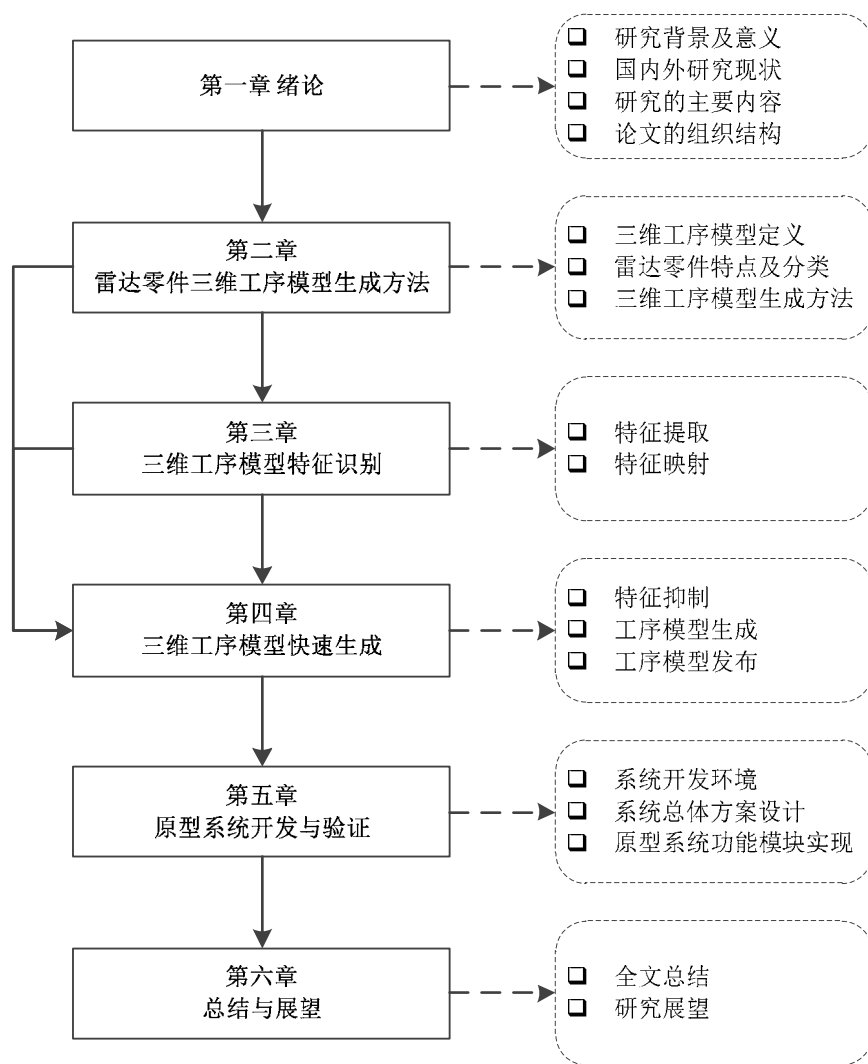 第一章 绪论
研究背景及意义
国内外研究现状
研究的主要内容
论文的组织结构
第二章
雷达零件三维工序模型生成方法
三维工序模型定义
雷达零件特点及分类
三维工序模型生成方法
第三章
三维工序模型特征识别
特征提取
特征映射
第四章
三维工序模型快速生成
特征抑制
工序模型生成
工序模型发布
第五章
原型系统开发与验证
系统开发环境
系统总体方案设计
原型系统功能模块实现
第六章
总结与展望
全文总结
研究展望